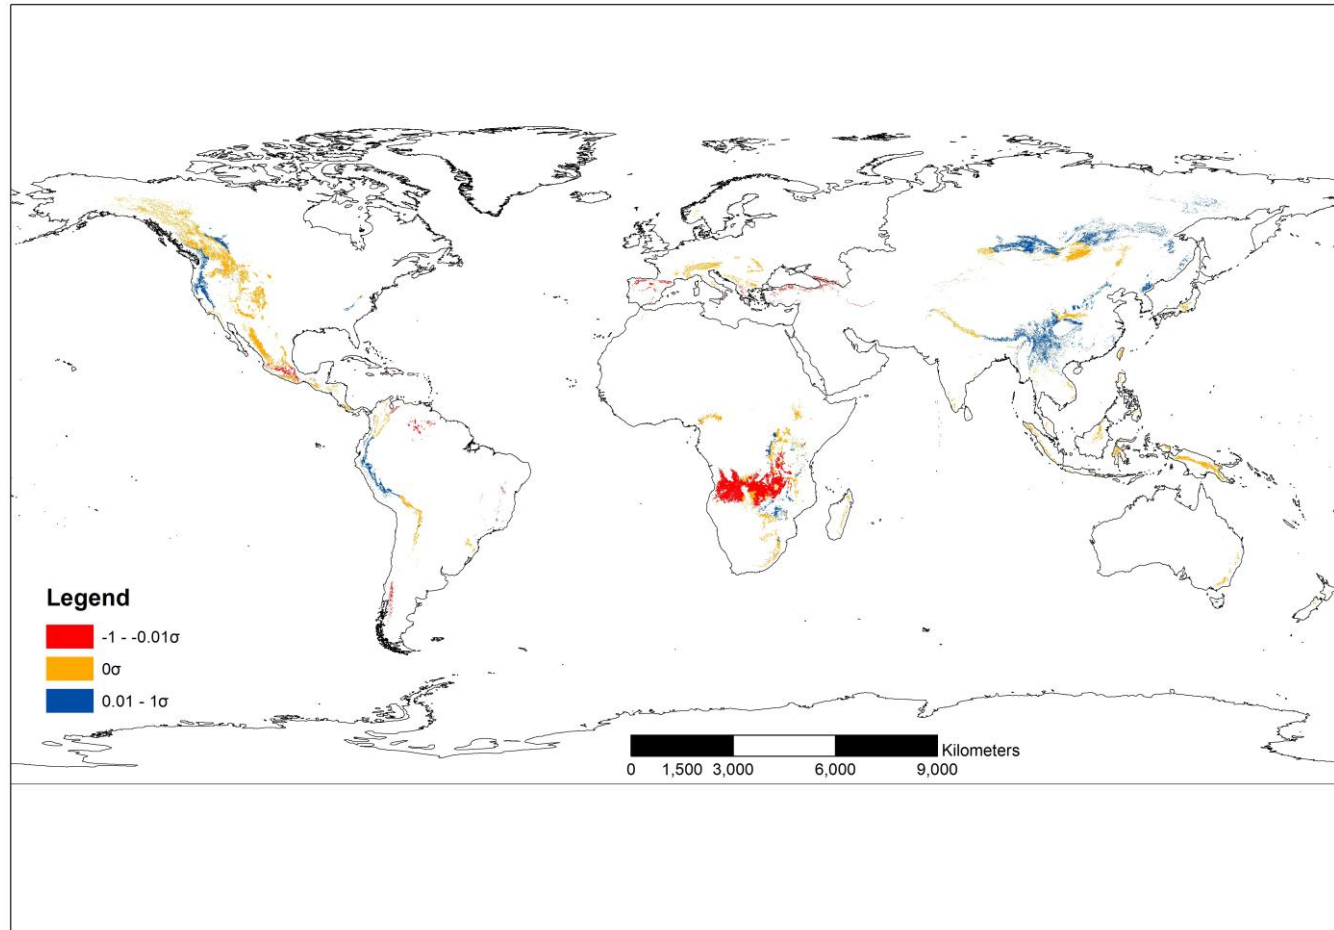 Legend
-1 - -0.01σ
0σ
0.01 - 1σ
Kilometers
0 1,500 3,000 6,000 9,000